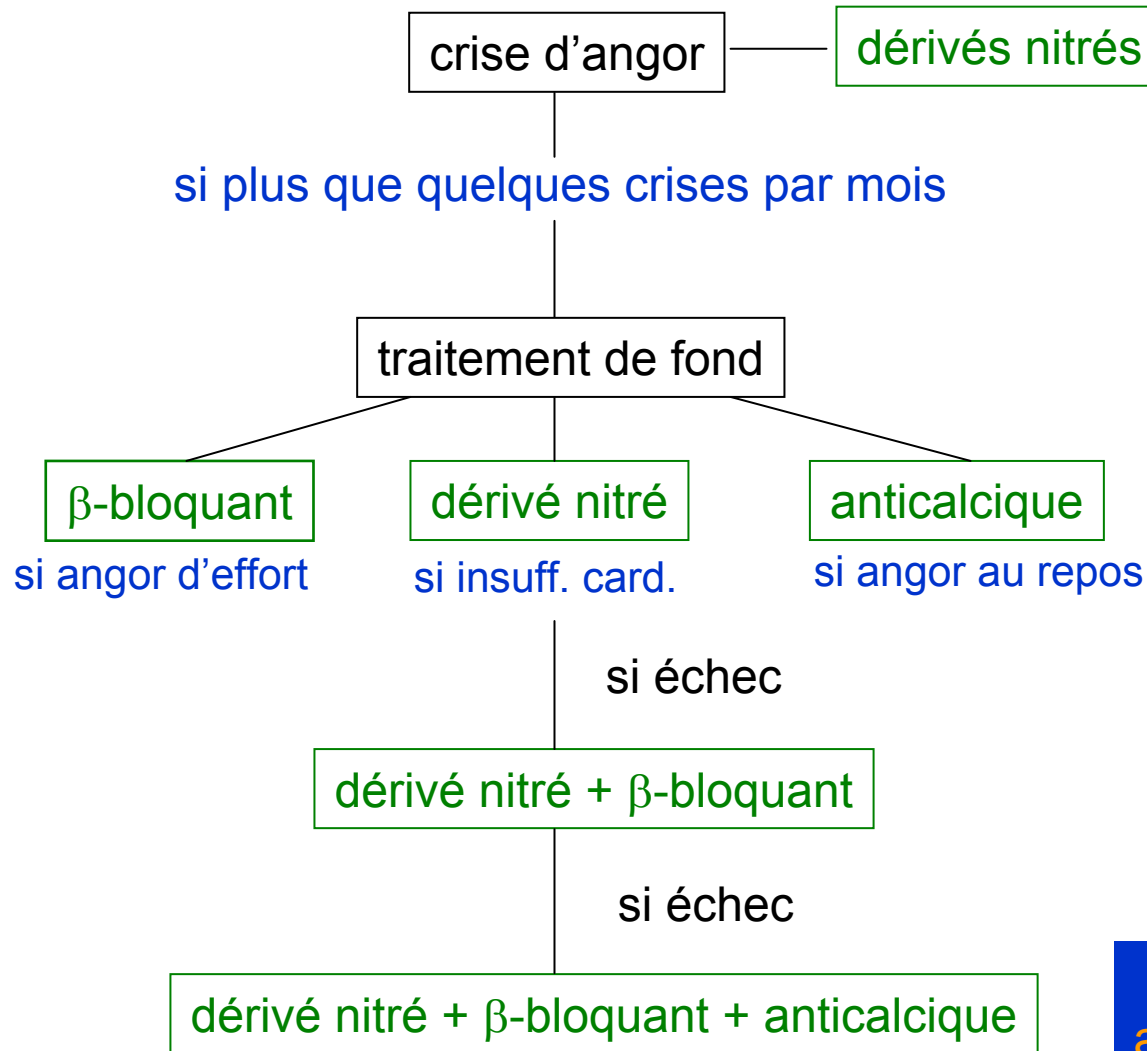 crise d’angor
dérivés nitrés
si plus que quelques crises par mois
traitement de fond
β-bloquant
dérivé nitré
anticalcique
si angor d’effort
si insuff. card.
si angor au repos
si échec
dérivé nitré + β-bloquant
si échec
dérivé nitré + β-bloquant + anticalcique